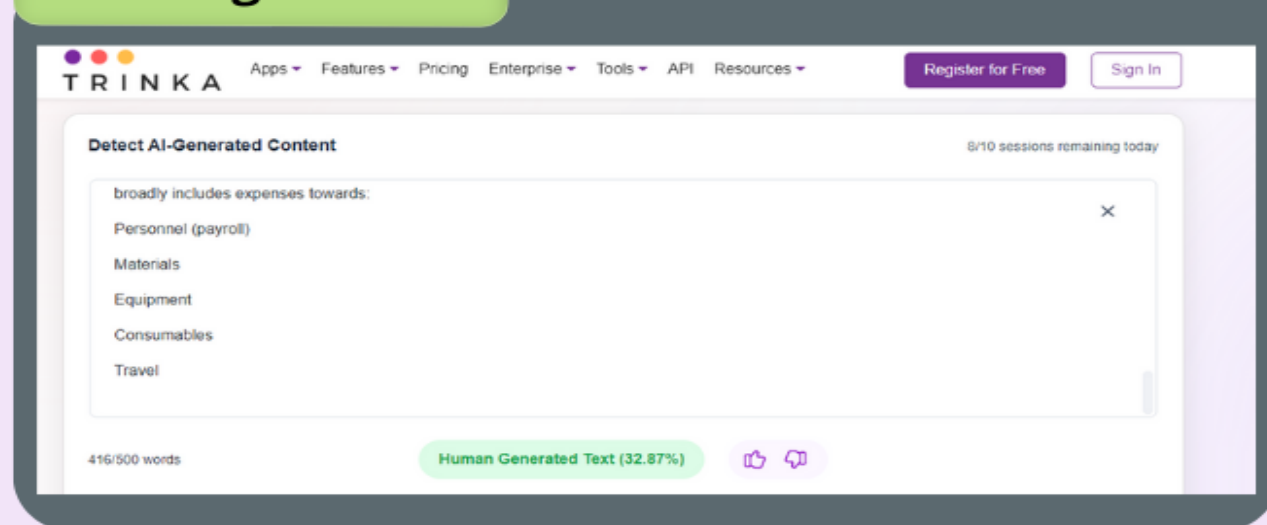 TRINKA
Apps Features Pricing Enterprise Tools API Resources Register for Free Sign In
Detect AI-Generated Content
8/10 sessions remaining today
broadly includes expenses towards:
Personnel (payroll)
Materials
Equipment
Consumables
Travel
416/500 words
Human Generated Text (32.87%)